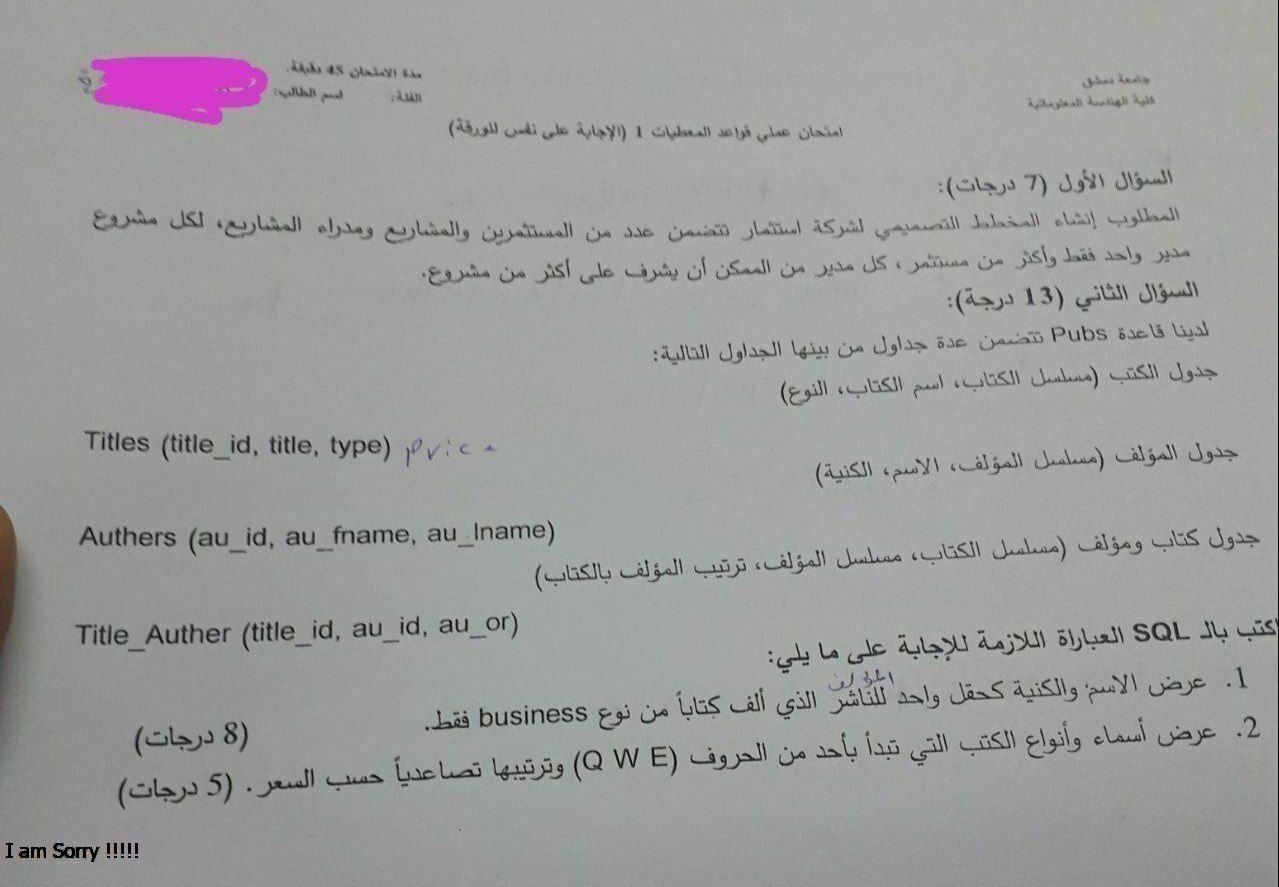 جامعة دمشق
كلية الهندسة المعلوماتية
مدة الامتحان 45 دقيقة.
الفئة: اسم الطالب:
امتحان عملي قواعد المعطيات 1 (الإجابة على نفس الورقة)
السؤال الأول (7 درجات):
المطلوب إنشاء المخطط التصميمي لشركة استثمار تتضمن عدد من المستثمرين والمشاريع ومدراء المشاريع، لكل مشروع
مدير واحد فقط وأكثر من مستثمر، كل مدير من الممكن أن يشرف على أكثر من مشروع.
السؤال الثاني (13 درجة):
لدينا قاعدة Pubs تتضمن عدة جداول من بينها الجداول التالية:
جدول الكتب (مسلسل الكتاب، اسم الكتاب، النوع)
Titles (title_id, title, type) price
جدول المؤلف (مسلسل المؤلف، الاسم، الكنية)
Authers (au_id, au_fname, au_lname)
جدول كتاب ومؤلف (مسلسل الكتاب، مسلسل المؤلف، ترتيب المؤلف بالكتاب)
Title_Auther (title_id, au_id, au_or)
اكتب بالـ SQL العباراة اللازمة للإجابة على ما يلي:
المؤلف
1. عرض الاسم والكنية كحقل واحد للناشر الذي ألف كتاباً من نوع business فقط. (8 درجات)
2. عرض أسماء وأنواع الكتب التي تبدأ بأحد من الحروف (Q W E) وترتيبها تصاعدياً حسب السعر. (5 درجات)
I am Sorry !!!!!